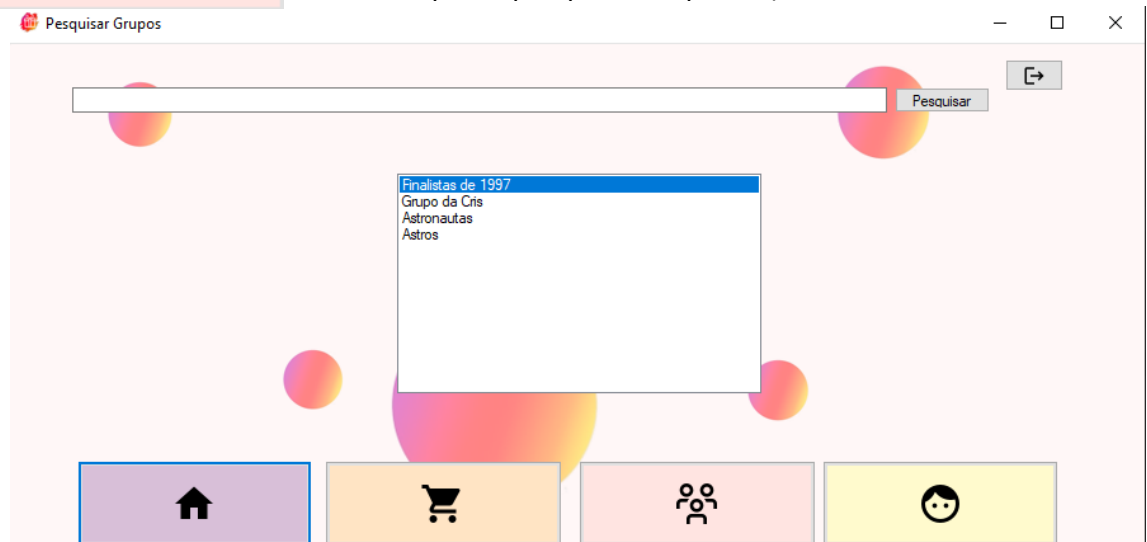 Pesquisar Grupos
Pesquisar
Finalistas de 1997
Grupo da Cris
Astronautas
Astros